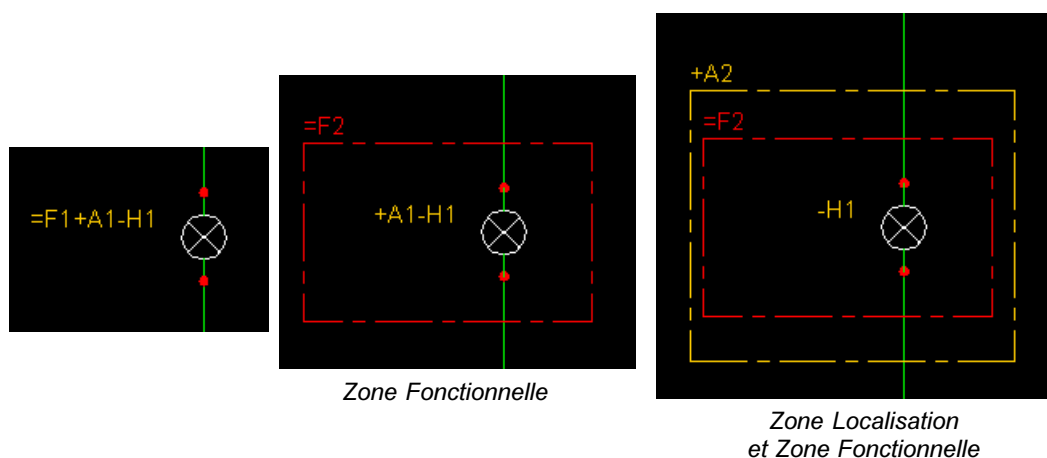 =F1+A1-H1
=F2
+A1-H1
Zone Fonctionnelle
+A2
=F2
-H1
Zone Localisation
et Zone Fonctionnelle